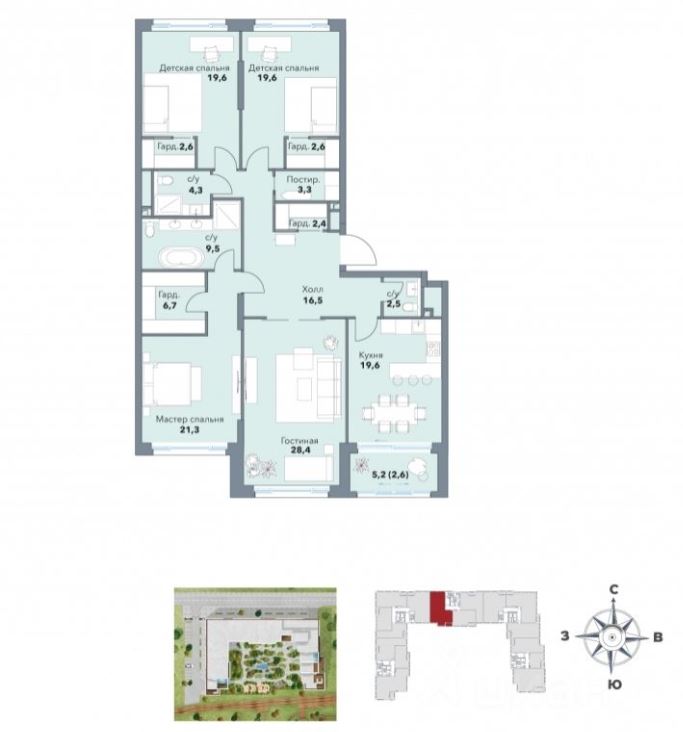 Детская спальня
19,6
Детская спальня
19,6
Гард. 2,6
Гард. 2,6
с/у
4,3
Постир.
3,3
Гард. 2,4
с/у
9,5
Гард.
6,7
Холл
16,5
с/у
2,5
Кухня
19,6
Мастер спальня
21,3
Гостиная
28,4
5,2 (2,6)
С
З
В
Ю
циан